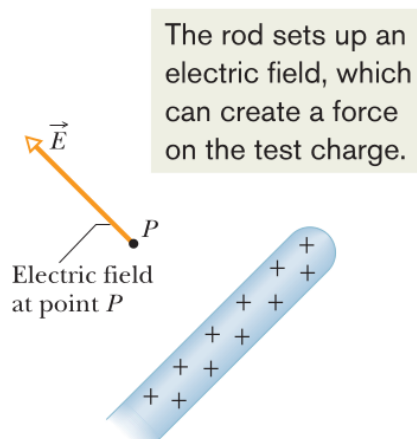 The rod sets up an
electric field, which
can create a force
on the test charge.
E
P
Electric field
at point P
+ +
+ +
+ +
+ +
+ +
+ +